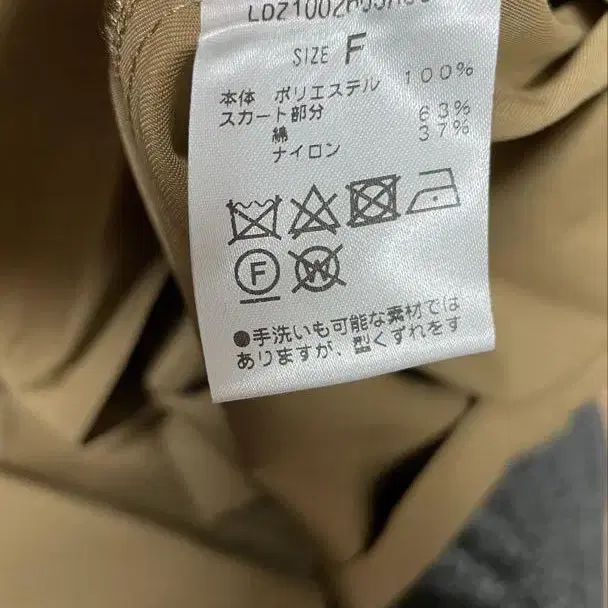 SIZE F
本体 ポリエステル 100%
スカート部分
綿 63%
ナイロン 37%
F W
●手洗いも可能な素材では
ありますが、型くずれをす